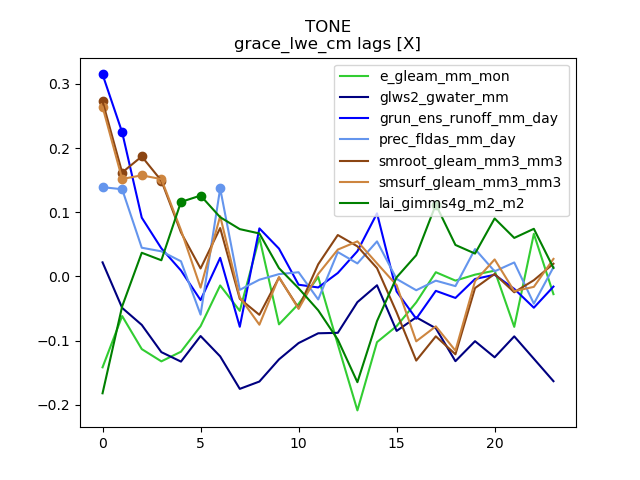 TONE
grace_lwe_cm lags [X]
e_gleam_mm_mon
glws2_gwater_mm
grun_ens_runoff_mm_day
prec_fldas_mm_day
smroot_gleam_mm3_mm3
smsurf_gleam_mm3_mm3
lai_gimms4g_m2_m2
0.3
0.2
0.1
0.0
−0.1
−0.2
0 5 10 15 20